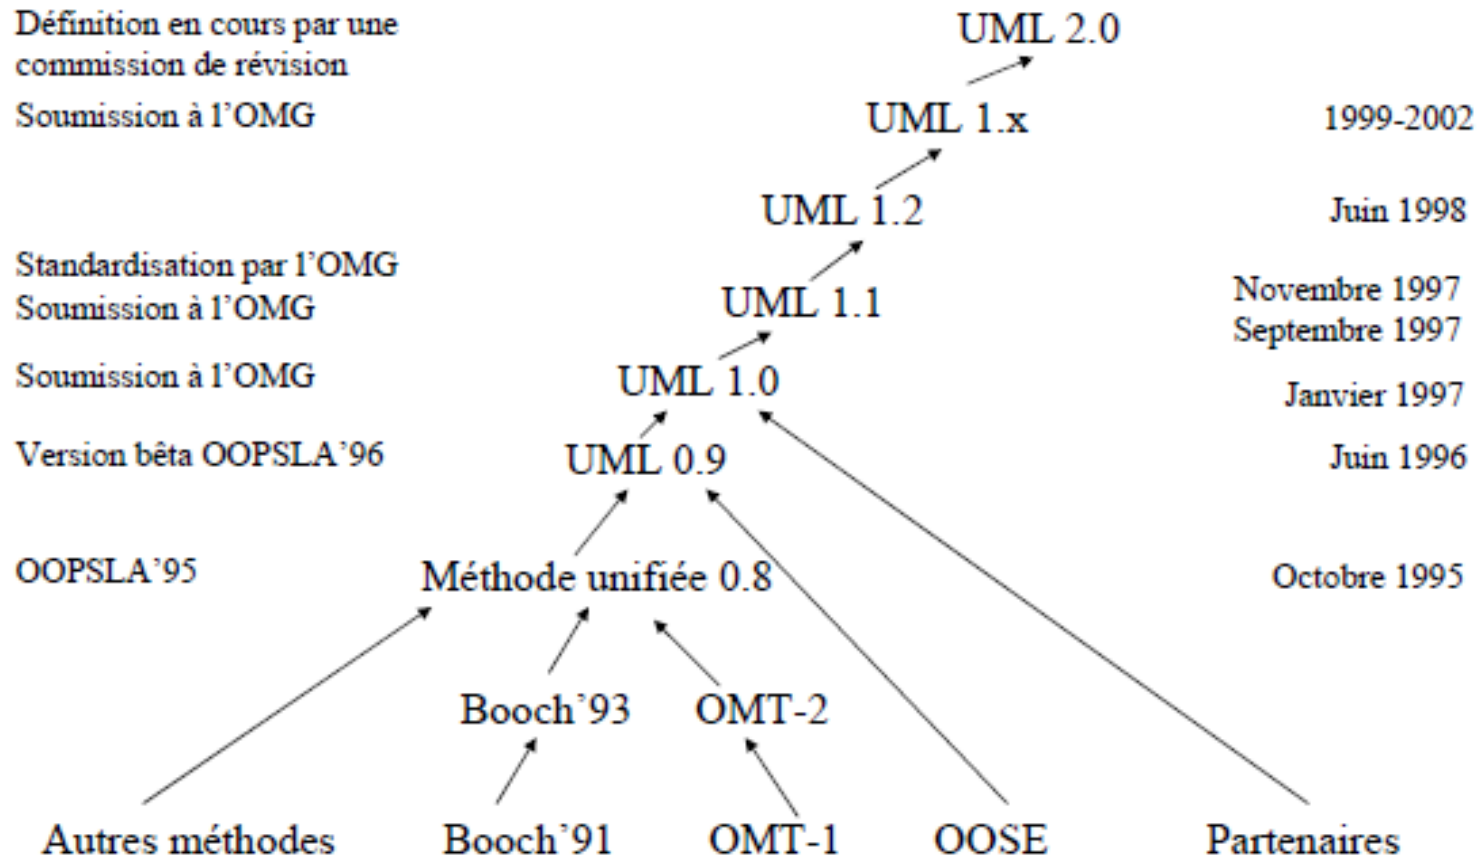 Définition en cours par une
commission de révision
UML 2.0
Soumission à l’OMG
UML 1.x
1999-2002
UML 1.2
Juin 1998
Standardisation par l’OMG
Soumission à l’OMG
UML 1.1
Novembre 1997
Septembre 1997
Soumission à l’OMG
UML 1.0
Janvier 1997
Version bêta OOPSLA’96
UML 0.9
Juin 1996
OOPSLA’95
Méthode unifiée 0.8
Octobre 1995
Booch’93
OMT-2
Autres méthodes
Booch’91
OMT-1
OOSE
Partenaires